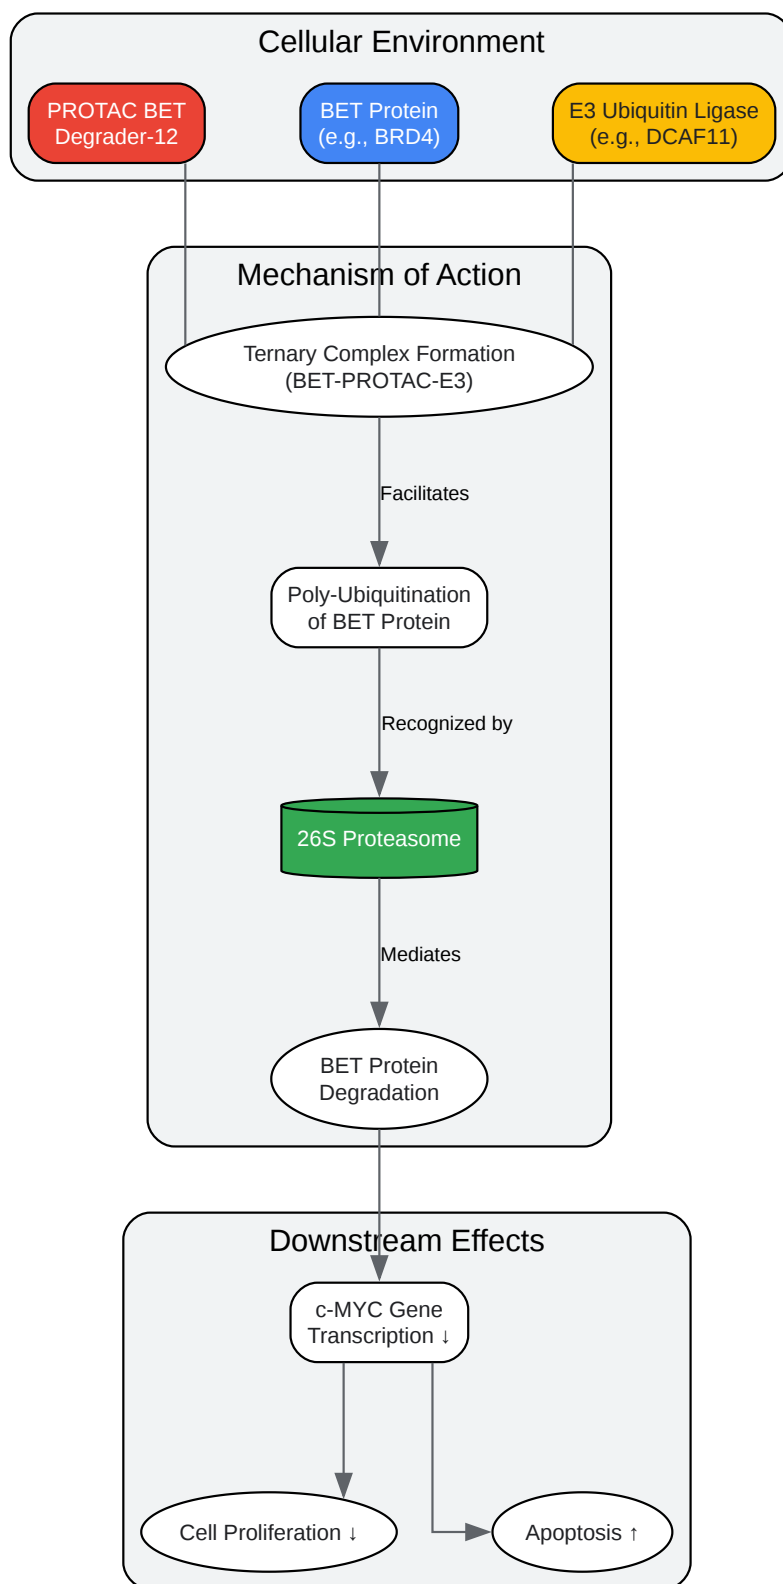 Cellular Environment
PROTAC BET
Degrader-12
BET Protein
(e.g., BRD4)
E3 Ubiquitin Ligase
(e.g., DCAF11)
Mechanism of Action
Ternary Complex Formation
(BET-PROTAC-E3)
Facilitates
Poly-Ubiquitination
of BET Protein
Recognized by
26S Proteasome
Mediates
BET Protein
Degradation
Downstream Effects
c-MYC Gene
Transcription ↓
Cell Proliferation ↓
Apoptosis ↑